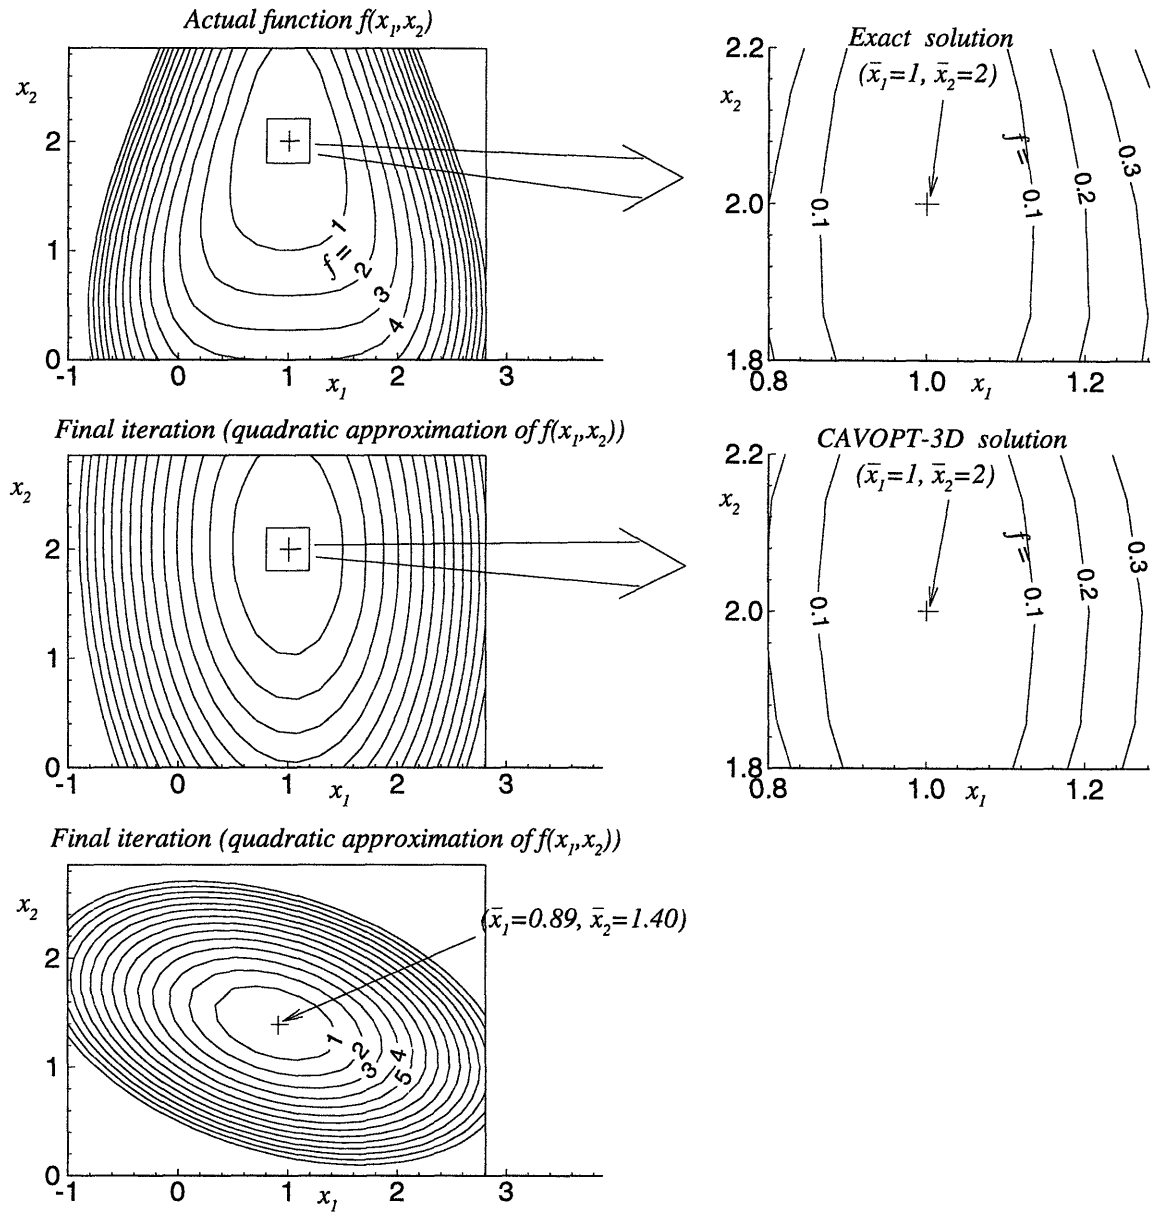 Actual function f(x1,x2)
x2
2
1
0
-1 0 1 2 3
x1
f =
1
2
3
4
Exact solution
(x̄1=1, x̄2=2)
2.2
x2
2.0
1.8
0.8 1.0 x1 1.2
0.1
f =
0.1
0.2
0.3
Final iteration (quadratic approximation of f(x1,x2))
x2
2
1
0
-1 0 1 2 3
x1
CAVOPT-3D solution
(x̄1=1, x̄2=2)
2.2
x2
2.0
1.8
0.8 1.0 x1 1.2
0.1
f =
0.1
0.2
0.3
Final iteration (quadratic approximation of f(x1,x2))
x2
(x̄1=0.89, x̄2=1.40)
2
1
0
-1 0 1 2 3
x1
1
2
3
4
5